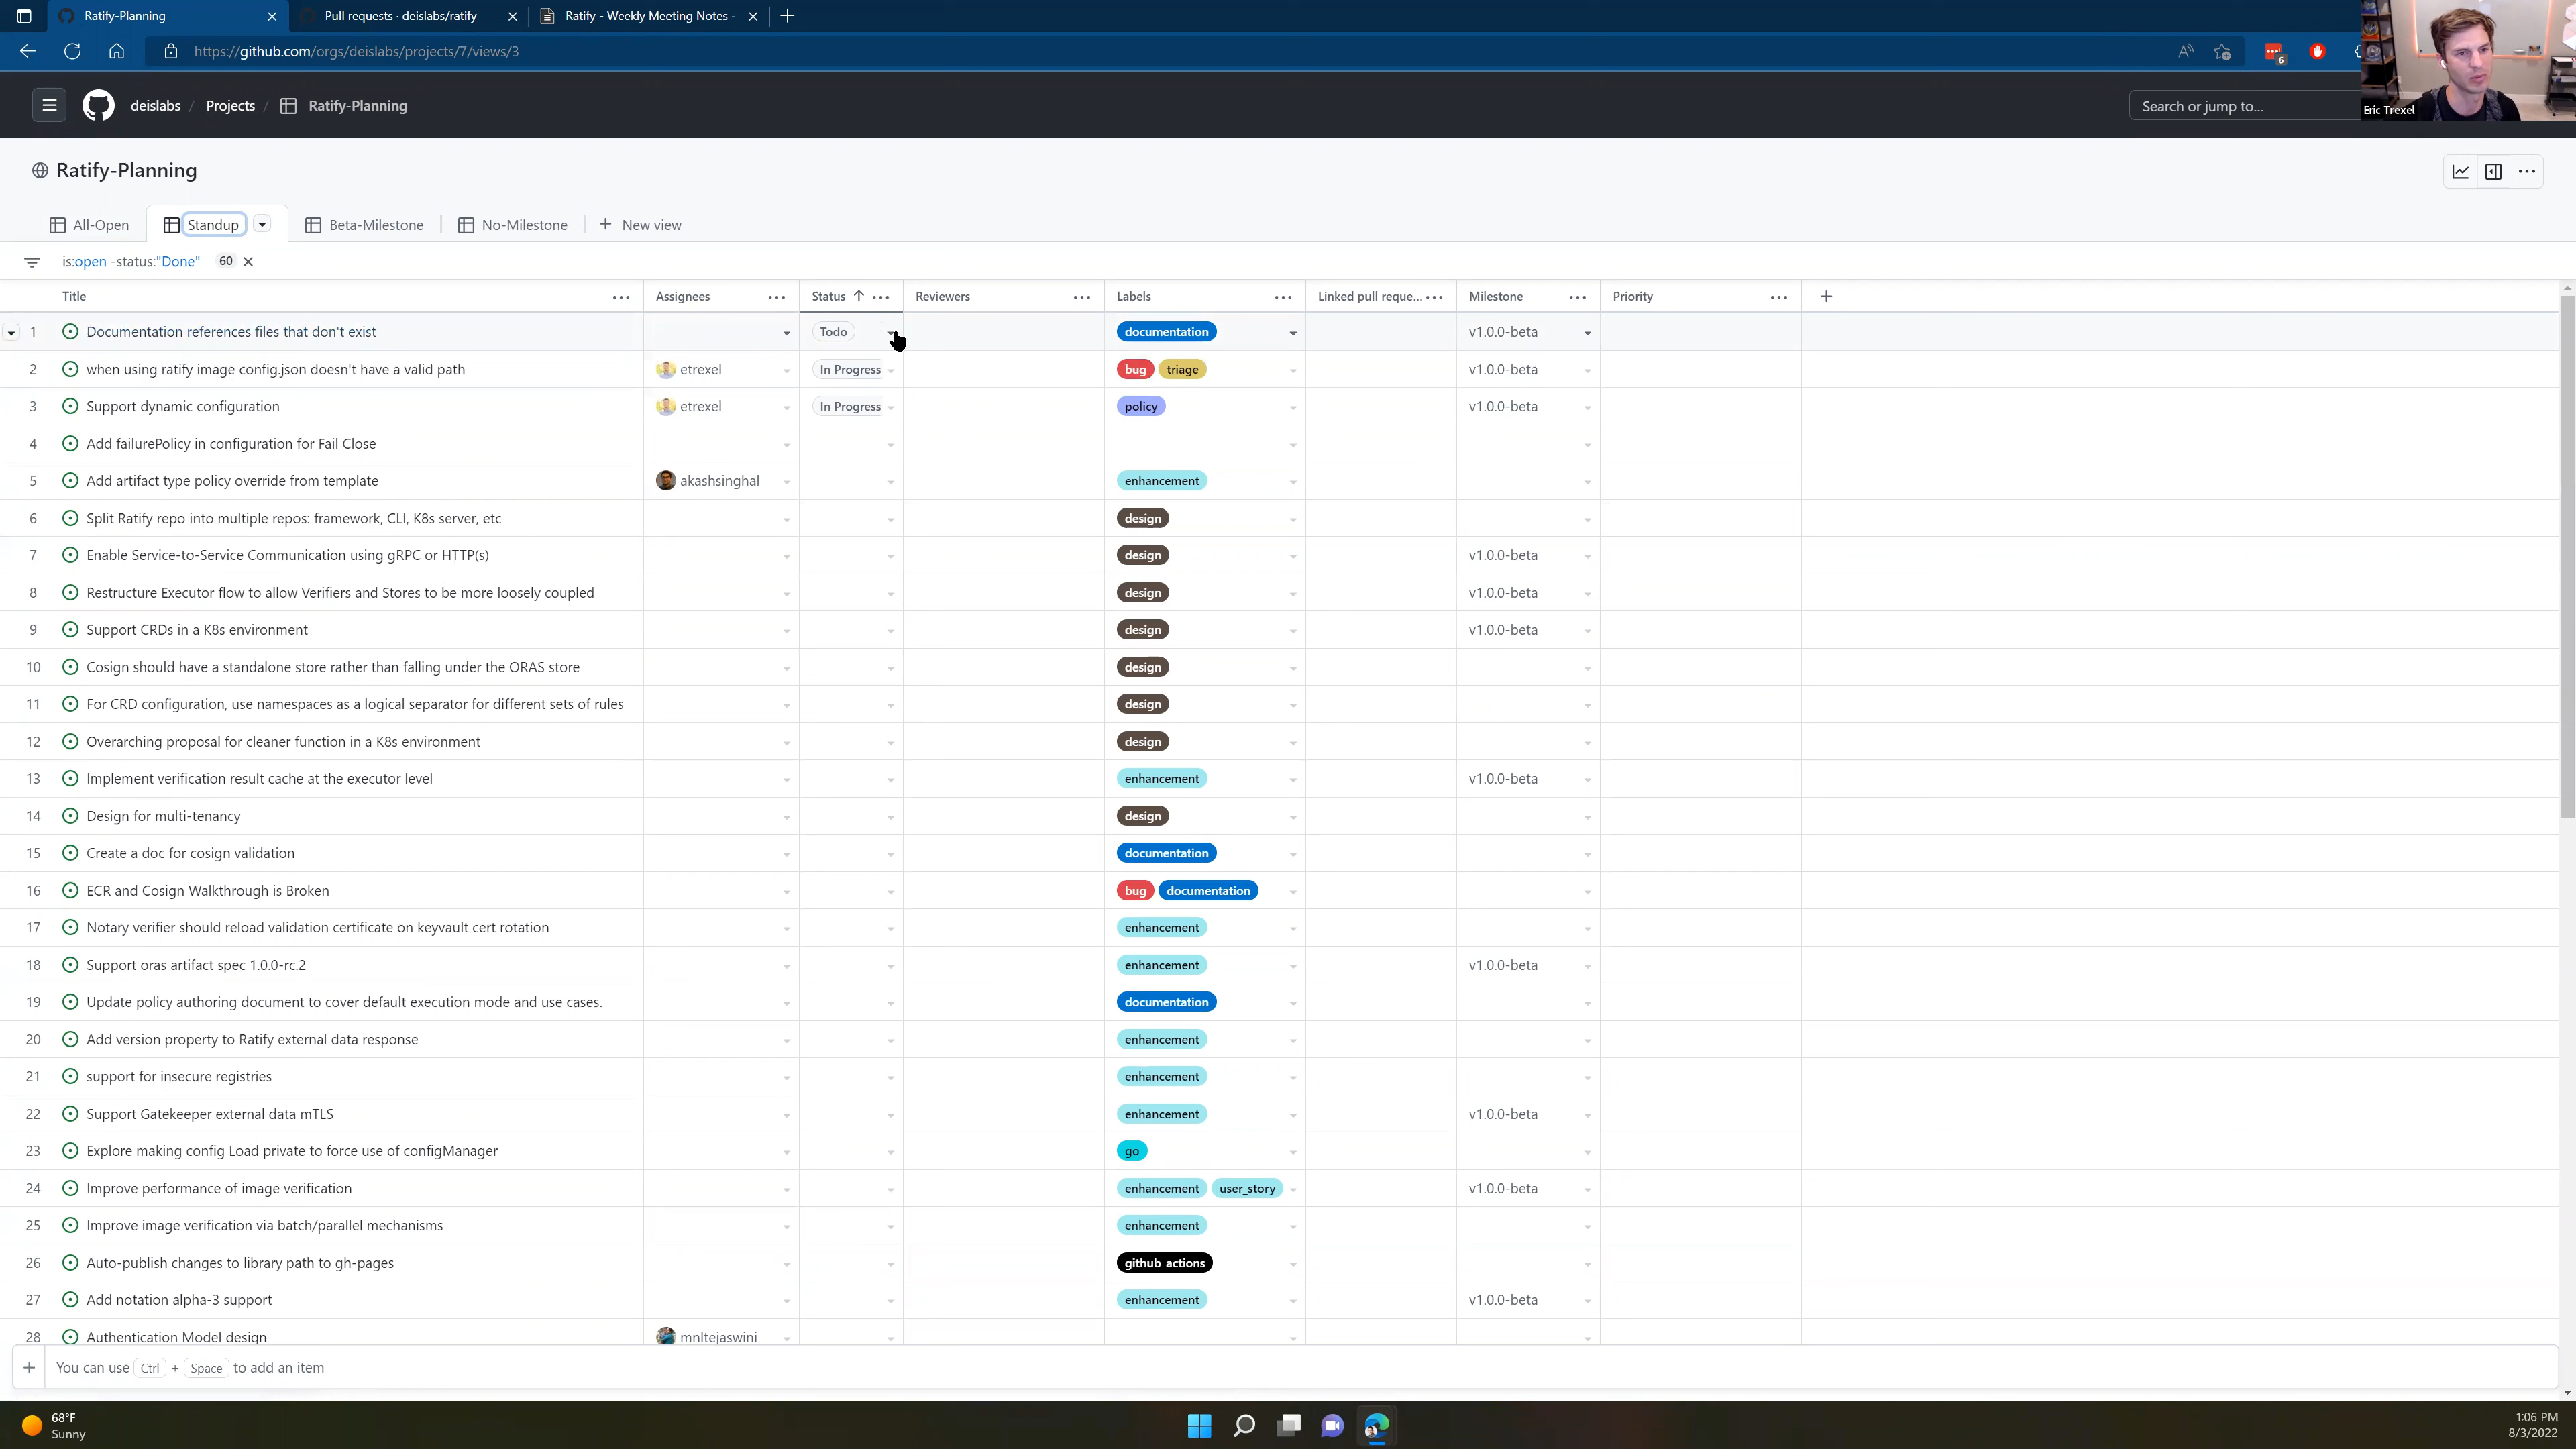 Ratify-Planning
Pull requests · deislabs/ratify
Ratify - Weekly Meeting Notes -
https://github.com/orgs/deislabs/projects/7/views/3
6
deislabs / Projects / Ratify-Planning
Search or jump to...
Eric Trexel
Ratify-Planning
All-Open
Standup
Beta-Milestone
No-Milestone
New view
is:open -status:"Done" 60
Title Assignees Status Reviewers Labels Linked pull reque... Milestone Priority
1 Documentation references files that don't exist Todo documentation v1.0.0-beta
2 when using ratify image config.json doesn't have a valid path etrexel In Progress bug triage v1.0.0-beta
3 Support dynamic configuration etrexel In Progress policy v1.0.0-beta
4 Add failurePolicy in configuration for Fail Close
5 Add artifact type policy override from template akashsinghal enhancement
6 Split Ratify repo into multiple repos: framework, CLI, K8s server, etc design
7 Enable Service-to-Service Communication using gRPC or HTTP(s) design v1.0.0-beta
8 Restructure Executor flow to allow Verifiers and Stores to be more loosely coupled design v1.0.0-beta
9 Support CRDs in a K8s environment design v1.0.0-beta
10 Cosign should have a standalone store rather than falling under the ORAS store design
11 For CRD configuration, use namespaces as a logical separator for different sets of rules design
12 Overarching proposal for cleaner function in a K8s environment design
13 Implement verification result cache at the executor level enhancement v1.0.0-beta
14 Design for multi-tenancy design
15 Create a doc for cosign validation documentation
16 ECR and Cosign Walkthrough is Broken bug documentation
17 Notary verifier should reload validation certificate on keyvault cert rotation enhancement
18 Support oras artifact spec 1.0.0-rc.2 enhancement v1.0.0-beta
19 Update policy authoring document to cover default execution mode and use cases. documentation
20 Add version property to Ratify external data response enhancement
21 support for insecure registries enhancement
22 Support Gatekeeper external data mTLS enhancement v1.0.0-beta
23 Explore making config Load private to force use of configManager go
24 Improve performance of image verification enhancement user_story v1.0.0-beta
25 Improve image verification via batch/parallel mechanisms enhancement
26 Auto-publish changes to library path to gh-pages github_actions
27 Add notation alpha-3 support enhancement v1.0.0-beta
28 Authentication Model design mnltejaswini
You can use Ctrl + Space to add an item
68°F
Sunny
1:06 PM
8/3/2022